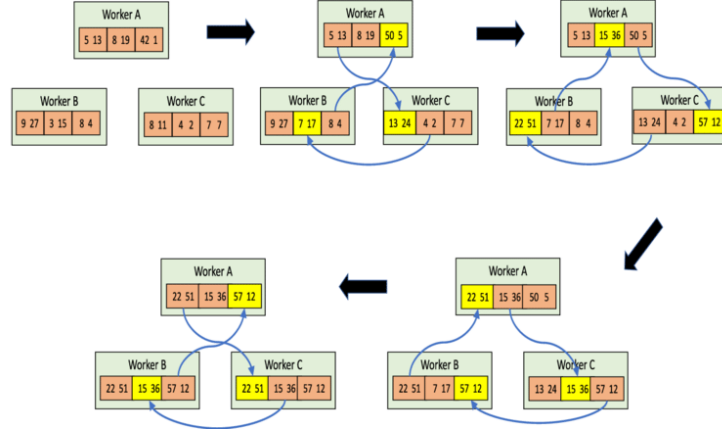 Worker A
5 13 8 19 42 1
Worker B
9 27 3 15 8 4
Worker C
8 11 4 2 7 7
Worker A
5 13 8 19 50 5
Worker B
9 27 7 17 8 4
Worker C
13 24 4 2 7 7
Worker A
5 13 15 36 50 5
Worker B
22 51 7 17 8 4
Worker C
13 24 4 2 57 12
Worker A
22 51 15 36 57 12
Worker B
22 51 15 36 57 12
Worker C
22 51 15 36 57 12
Worker A
22 51 15 36 50 5
Worker B
22 51 7 17 57 12
Worker C
13 24 15 36 57 12